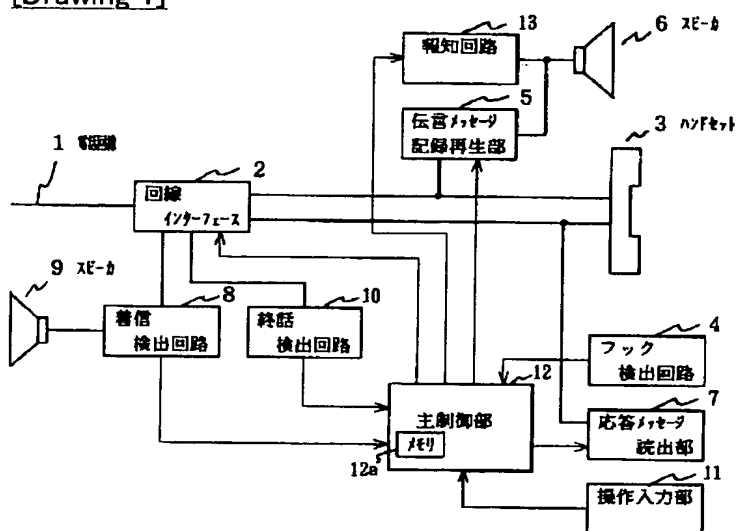 [Drawing 1]
13
報知回路
6 スピーカ
5
伝言メッセージ
記録再生部
3 ハンドセット
1 電話回線
2
回線
インターフェース
9 スピーカ
8
着信
検出回路
10
終話
検出回路
4
フック
検出回路
12
主制御部
メモリ
12a
7
応答メッセージ
読出部
11
操作入力部